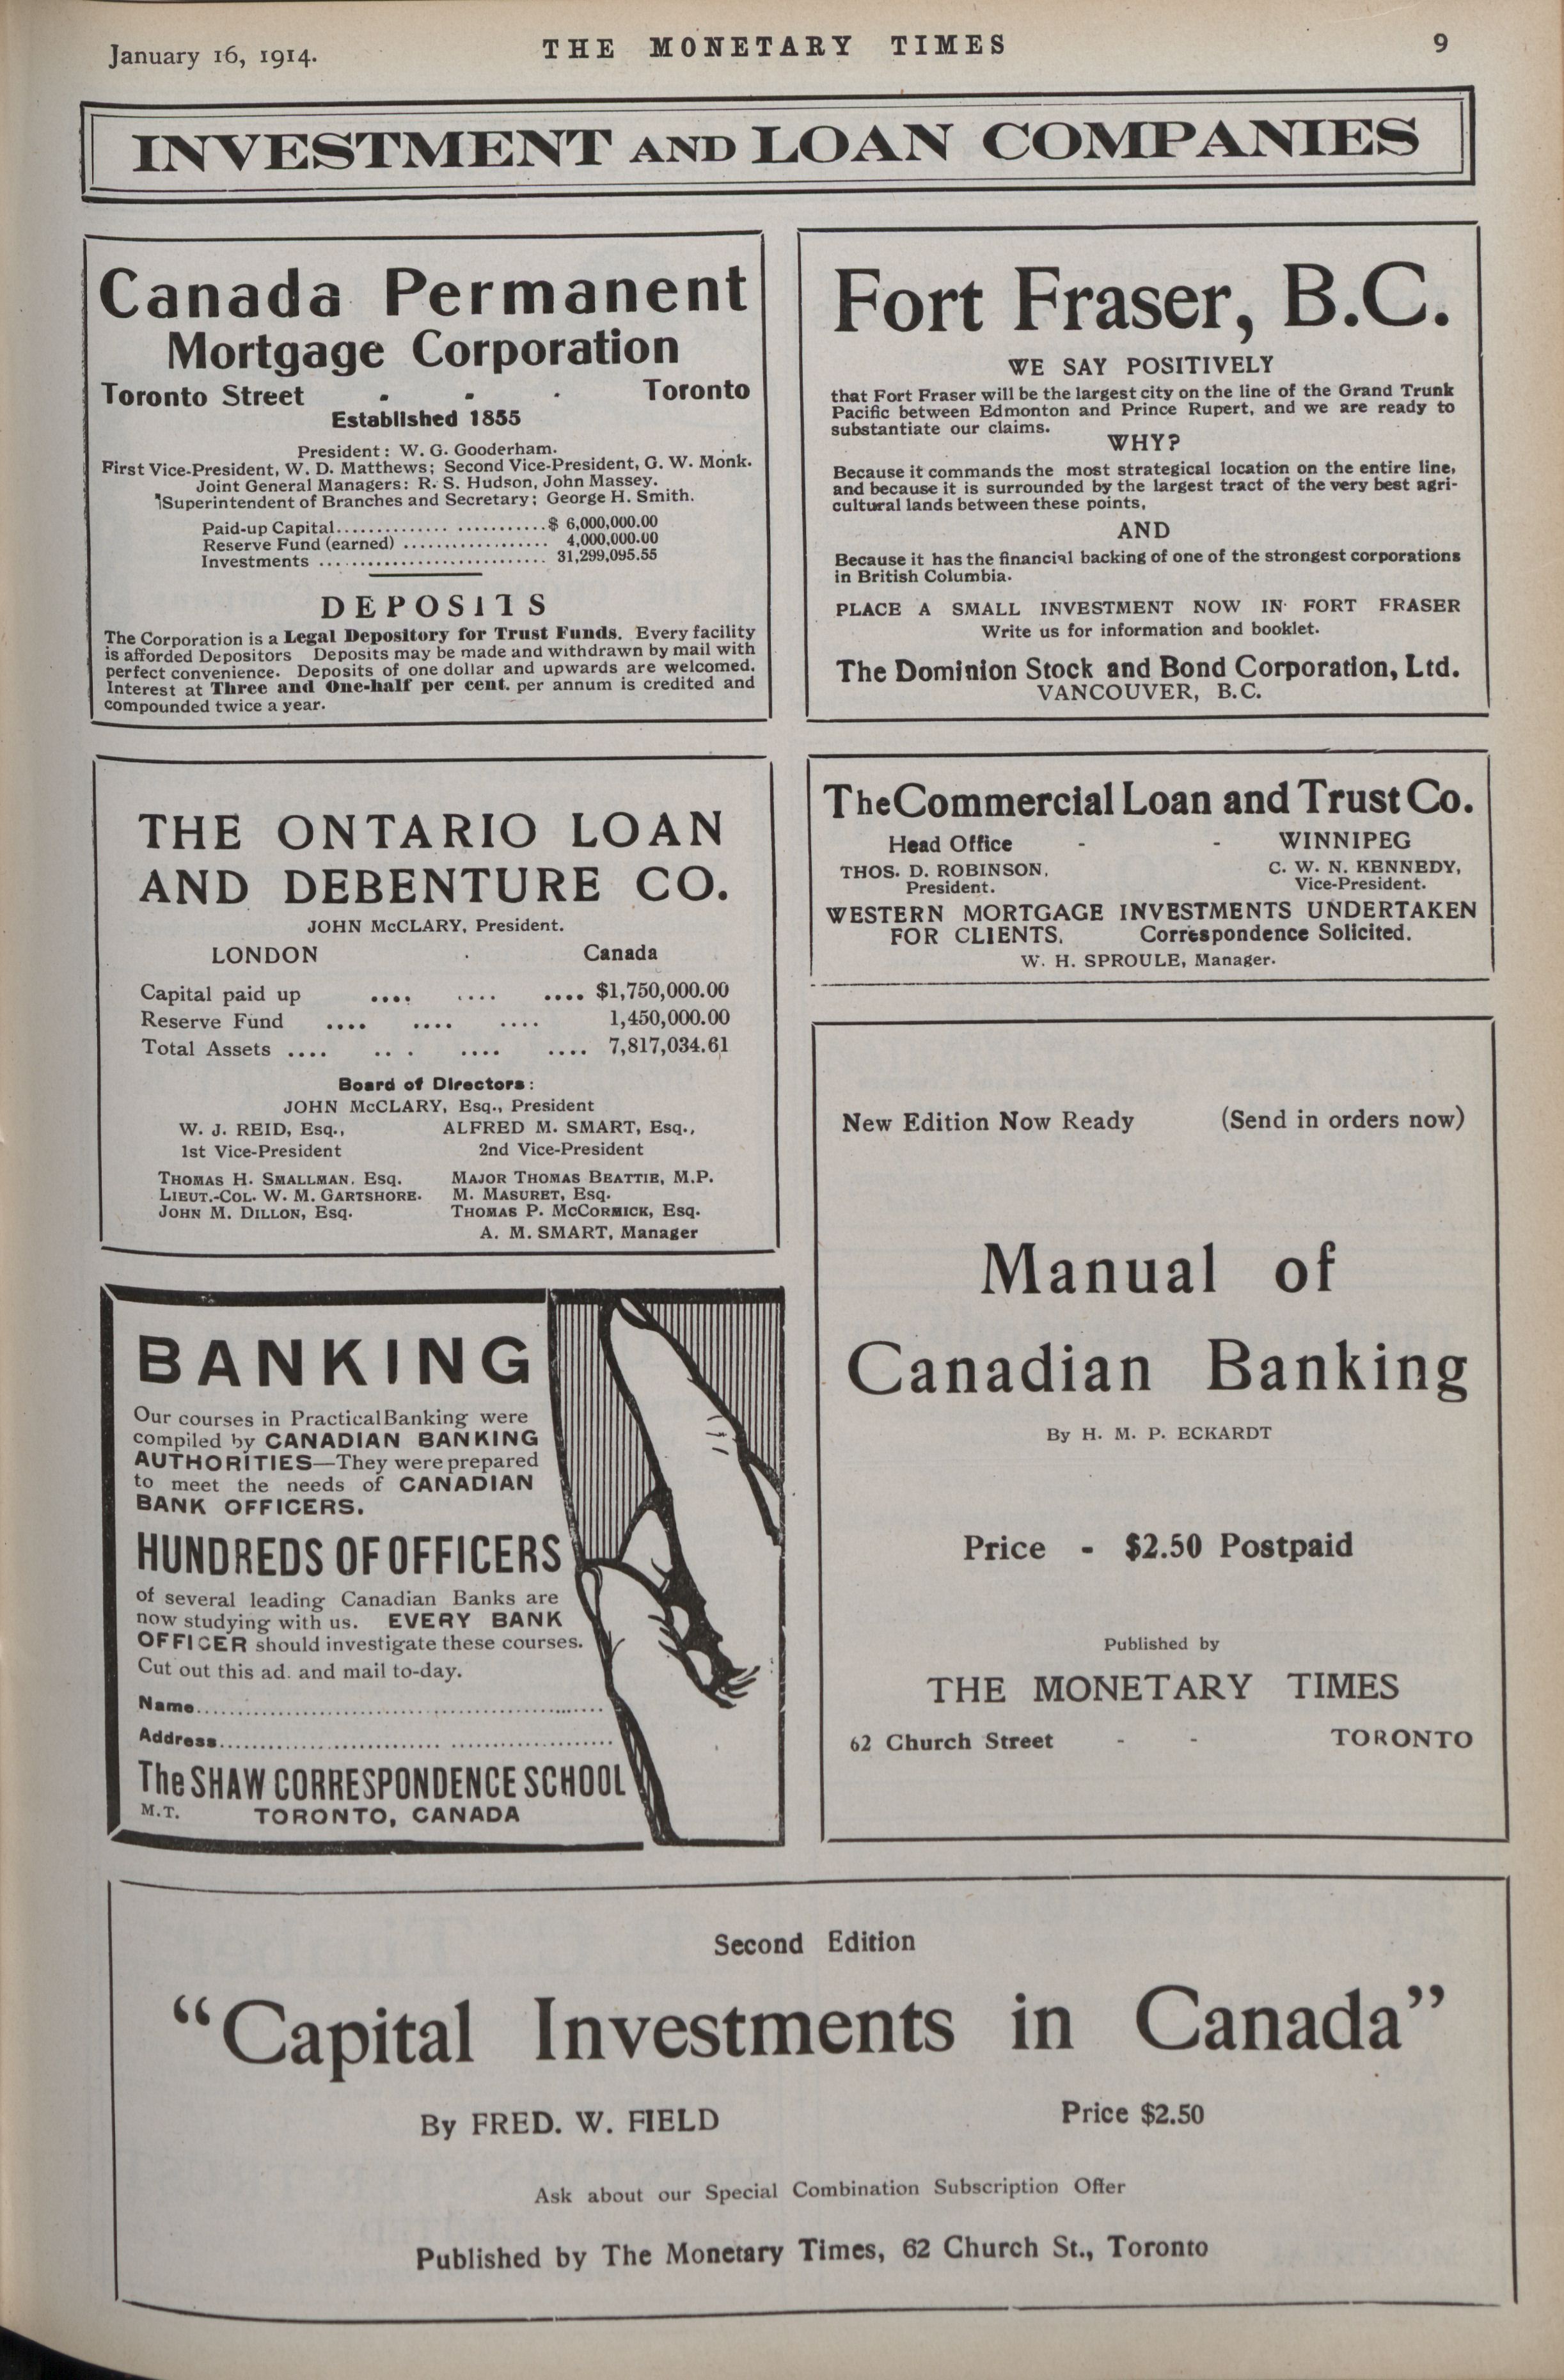 January 16, 1914.
THE MONETARY TIMES
9
INVESTMENT AND LOAN COMPANIES
Canada Permanent
Mortgage Corporation
Toronto Street - - - Toronto
Established 1855
President: W. G. Gooderham.
First Vice-President, W. D. Matthews; Second Vice-President, G. W. Monk.
Joint General Managers: R. S. Hudson, John Massey.
Superintendent of Branches and Secretary; George H. Smith.
Paid-up Capital.........................$ 6,000,000.00
Reserve Fund (earned) .................. 4,000,000.00
Investments ............................ 31,299,095.55
DEPOSITS
The Corporation is a Legal Depository for Trust Funds. Every facility
is afforded Depositors Deposits may be made and withdrawn by mail with
perfect convenience. Deposits of one dollar and upwards are welcomed.
Interest at Three and One-half per cent. per annum is credited and
compounded twice a year.
Fort Fraser, B.C.
WE SAY POSITIVELY
that Fort Fraser will be the largest city on the line of the Grand Trunk
Pacific between Edmonton and Prince Rupert, and we are ready to
substantiate our claims.
WHY?
Because it commands the most strategical location on the entire line,
and because it is surrounded by the largest tract of the very best agri-
cultural lands between these points,
AND
Because it has the financial backing of one of the strongest corporations
in British Columbia.
PLACE A SMALL INVESTMENT NOW IN FORT FRASER
Write us for information and booklet.
The Dominion Stock and Bond Corporation, Ltd.
VANCOUVER, B.C.
THE ONTARIO LOAN
AND DEBENTURE CO.
JOHN McCLARY, President.
LONDON . Canada
Capital paid up .... .... .... $1,750,000.00
Reserve Fund .... .... .... 1,450,000.00
Total Assets .... ... .... .... 7,817,034.61
Board of Directors:
JOHN McCLARY, Esq., President
W. J. REID, Esq., ALFRED M. SMART, Esq.,
1st Vice-President 2nd Vice-President
THOMAS H. SMALLMAN, Esq. MAJOR THOMAS BEATTIE, M.P.
LIEUT.-COL. W. M. GARTSHORE. M. MASURET, Esq.
JOHN M. DILLON, Esq. THOMAS P. McCORMICK, Esq.
A. M. SMART, Manager
The Commercial Loan and Trust Co.
Head Office - - WINNIPEG
THOS. D. ROBINSON, C. W. N. KENNEDY,
President. Vice-President.
WESTERN MORTGAGE INVESTMENTS UNDERTAKEN
FOR CLIENTS. Correspondence Solicited.
W. H. SPROULE, Manager.
BANKING
Our courses in Practical Banking were
compiled by CANADIAN BANKING
AUTHORITIES—They were prepared
to meet the needs of CANADIAN
BANK OFFICERS.
HUNDREDS OF OFFICERS
of several leading Canadian Banks are
now studying with us. EVERY BANK
OFFICER should investigate these courses.
Cut out this ad. and mail to-day.
Name..................................................
Address...............................................
The SHAW CORRESPONDENCE SCHOOL
M.T. TORONTO, CANADA
New Edition Now Ready (Send in orders now)
Manual of
Canadian Banking
By H. M. P. ECKARDT
Price - $2.50 Postpaid
Published by
THE MONETARY TIMES
62 Church Street - - TORONTO
Second Edition
“Capital Investments in Canada”
By FRED. W. FIELD Price $2.50
Ask about our Special Combination Subscription Offer
Published by The Monetary Times, 62 Church St., Toronto